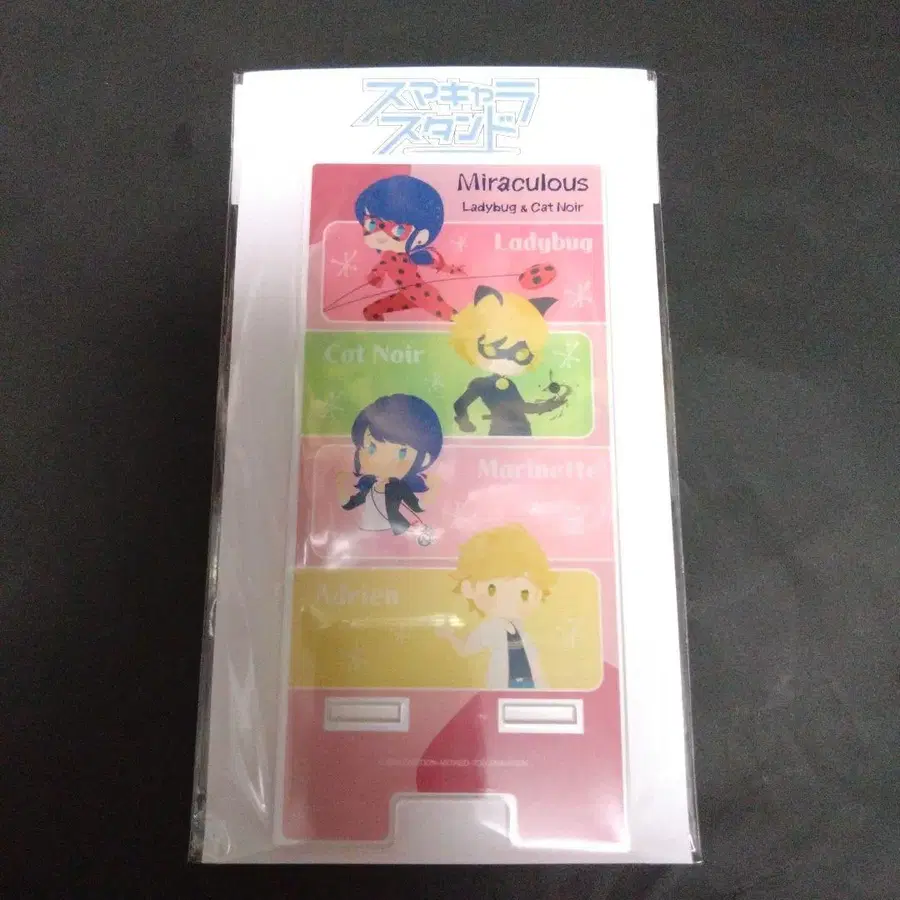 スマキャラ
スタンド
Miraculous
Ladybug & Cat Noir
Ladybug
Cat Noir
Marinette
Adrien